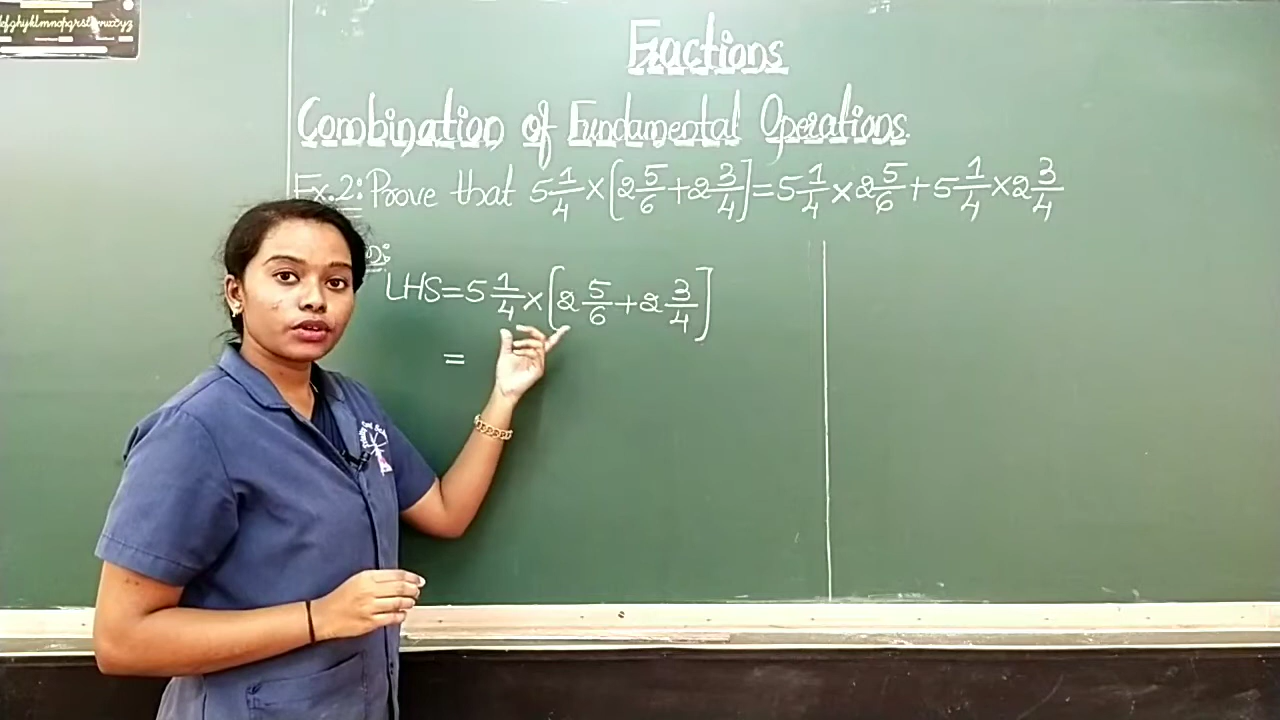 Fractions
Combination of Fundamental Operations.
Ex.2: Prove that 5 1/4 × [2 5/6 + 2 3/4] = 5 1/4 × 2 5/6 + 5 1/4 × 2 3/4
LHS = 5 1/4 × [2 5/6 + 2 3/4]
=